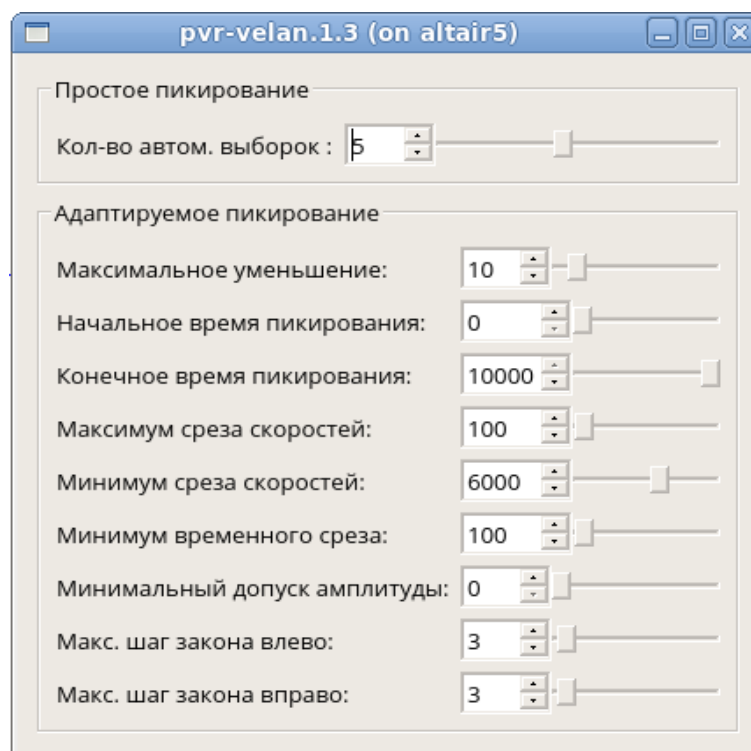 pvr-velan.1.3 (on altair5)
Простое пикирование
Кол-во автом. выборок : 5
Адаптируемое пикирование
Максимальное уменьшение: 10
Начальное время пикирования: 0
Конечное время пикирования: 10000
Максимум среза скоростей: 100
Минимум среза скоростей: 6000
Минимум временного среза: 100
Минимальный допуск амплитуды: 0
Макс. шаг закона влево: 3
Макс. шаг закона вправо: 3